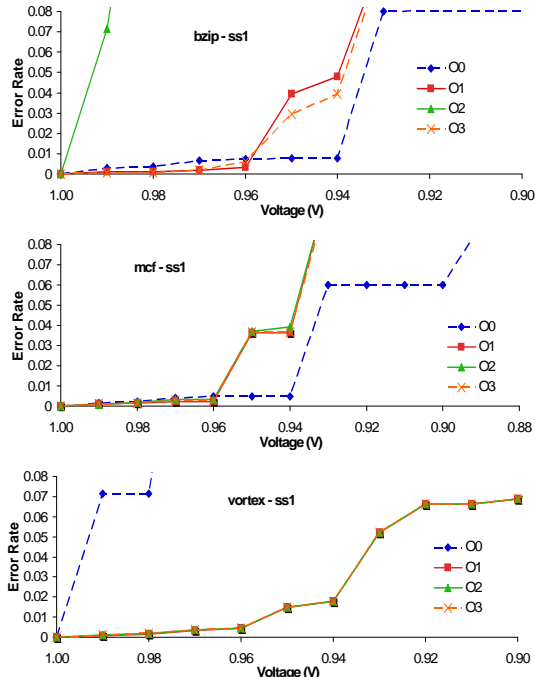 0.08
0.07
0.06
0.05
0.04
0.03
0.02
0.01
0
Error Rate
bzip - ss1
O0
O1
O2
O3
1.00 0.98 0.96 0.94 0.92 0.90
Voltage (V)
0.08
0.07
0.06
0.05
0.04
0.03
0.02
0.01
0
Error Rate
mcf - ss1
O0
O1
O2
O3
1.00 0.98 0.96 0.94 0.92 0.90 0.88
Voltage (V)
0.08
0.07
0.06
0.05
0.04
0.03
0.02
0.01
0
Error Rate
vortex - ss1
O0
O1
O2
O3
1.00 0.98 0.96 0.94 0.92 0.90
Voltage (V)